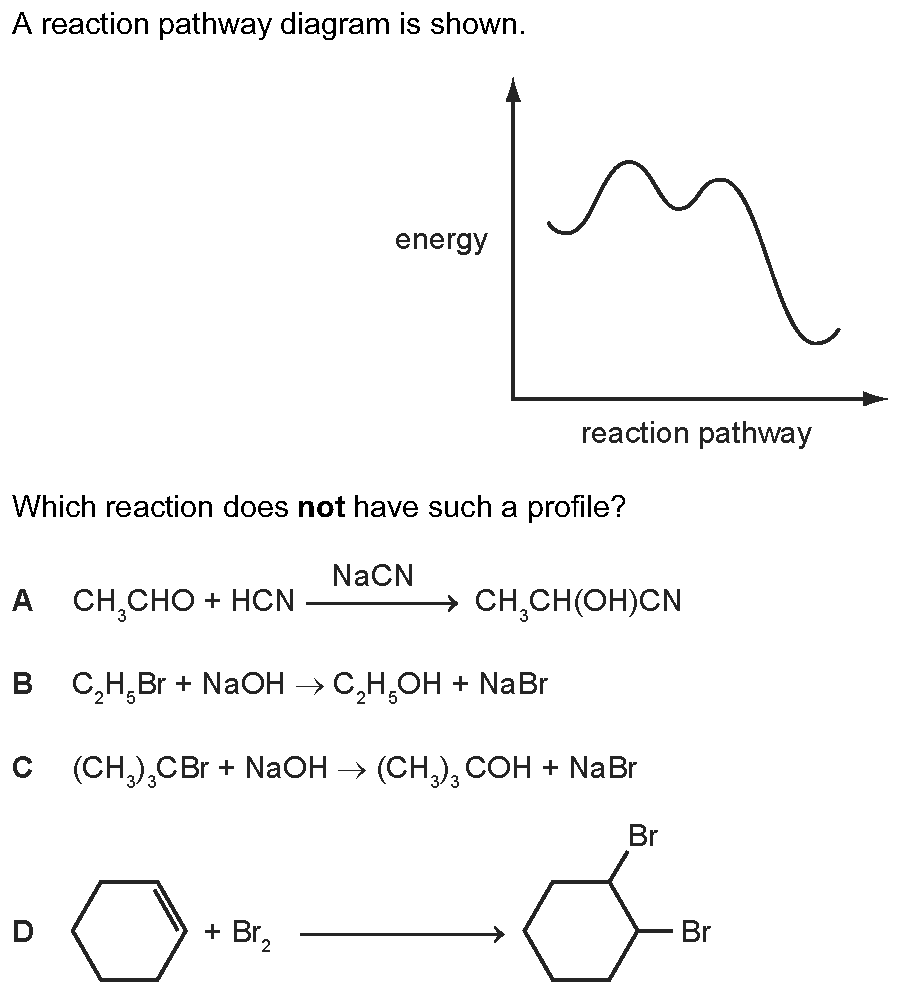 A reaction pathway diagram is shown.
energy
reaction pathway
Which reaction does not have such a profile?
NaCN
A CH₃CHO + HCN ⟶ CH₃CH(OH)CN
B C₂H₅Br + NaOH → C₂H₅OH + NaBr
C (CH₃)₃CBr + NaOH → (CH₃)₃COH + NaBr
Br
D + Br₂ ⟶ Br